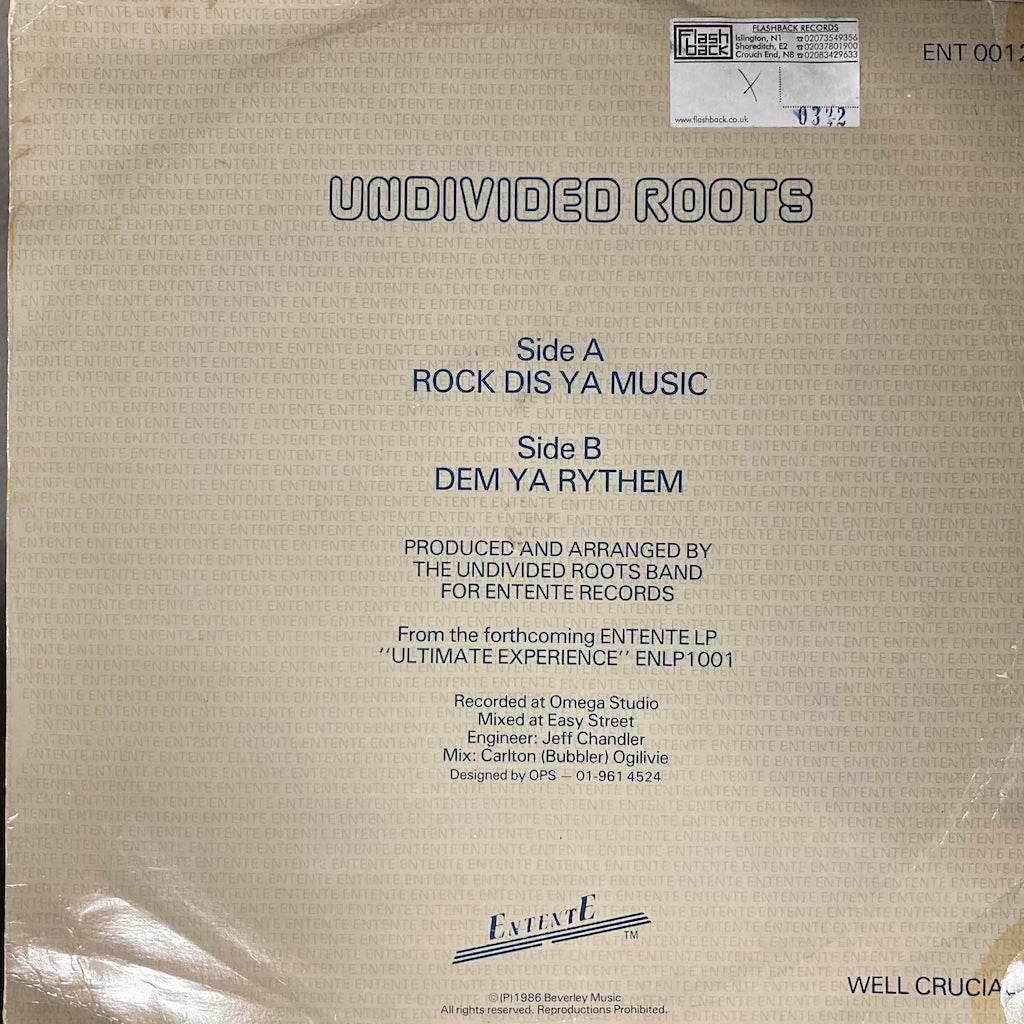 FLASHBACK RECORDS
Flash back
Islington, N1 ☎02073549356
Shoreditch, E2 ☎02037801900
Crouch End, N8 ☎02083429633
X
www.flashback.co.uk
ENT 0012
UNDIVIDED ROOTS
Side A
ROCK DIS YA MUSIC
Side B
DEM YA RYTHEM
PRODUCED AND ARRANGED BY
THE UNDIVIDED ROOTS BAND
FOR ENTENTE RECORDS
From the forthcoming ENTENTE LP
''ULTIMATE EXPERIENCE'' ENLP1001
Recorded at Omega Studio
Mixed at Easy Street
Engineer: Jeff Chandler
Mix: Carlton (Bubbler) Ogilivie
Designed by OPS — 01-961 4524
ENTENTE
TM
WELL CRUCIAL
©(P)1986 Beverley Music
All rights reserved. Reproductions Prohibited.